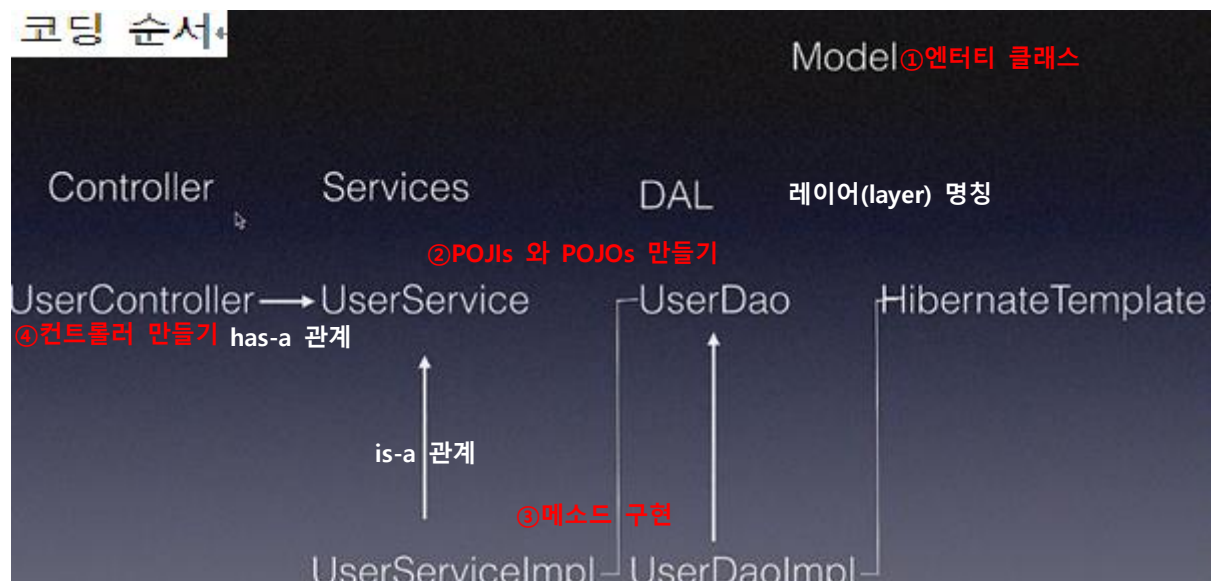 코딩 순서
Model①엔터티 클래스
Controller Services DAL 레이어(layer) 명칭
②POJIs 와 POJOs 만들기
UserController UserService UserDao HibernateTemplate
④컨트롤러 만들기 has-a 관계
is-a 관계
③메소드 구현
UserServiceImpl UserDaoImpl